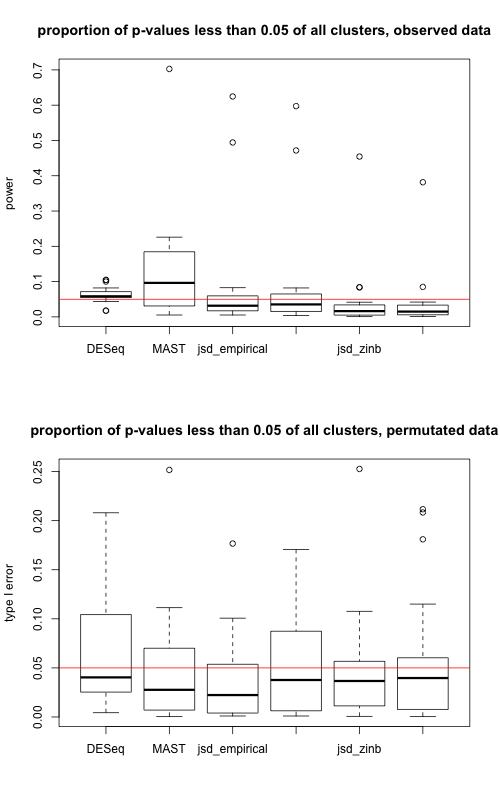 proportion of p-values less than 0.05 of all clusters, observed data
0.7
0.6
0.5
0.4
0.3
0.2
0.1
0.0
power
DESeq MAST jsd_empirical jsd_zinb
proportion of p-values less than 0.05 of all clusters, permutated data
0.25
0.20
0.15
0.10
0.05
0.00
type I error
DESeq MAST jsd_empirical jsd_zinb